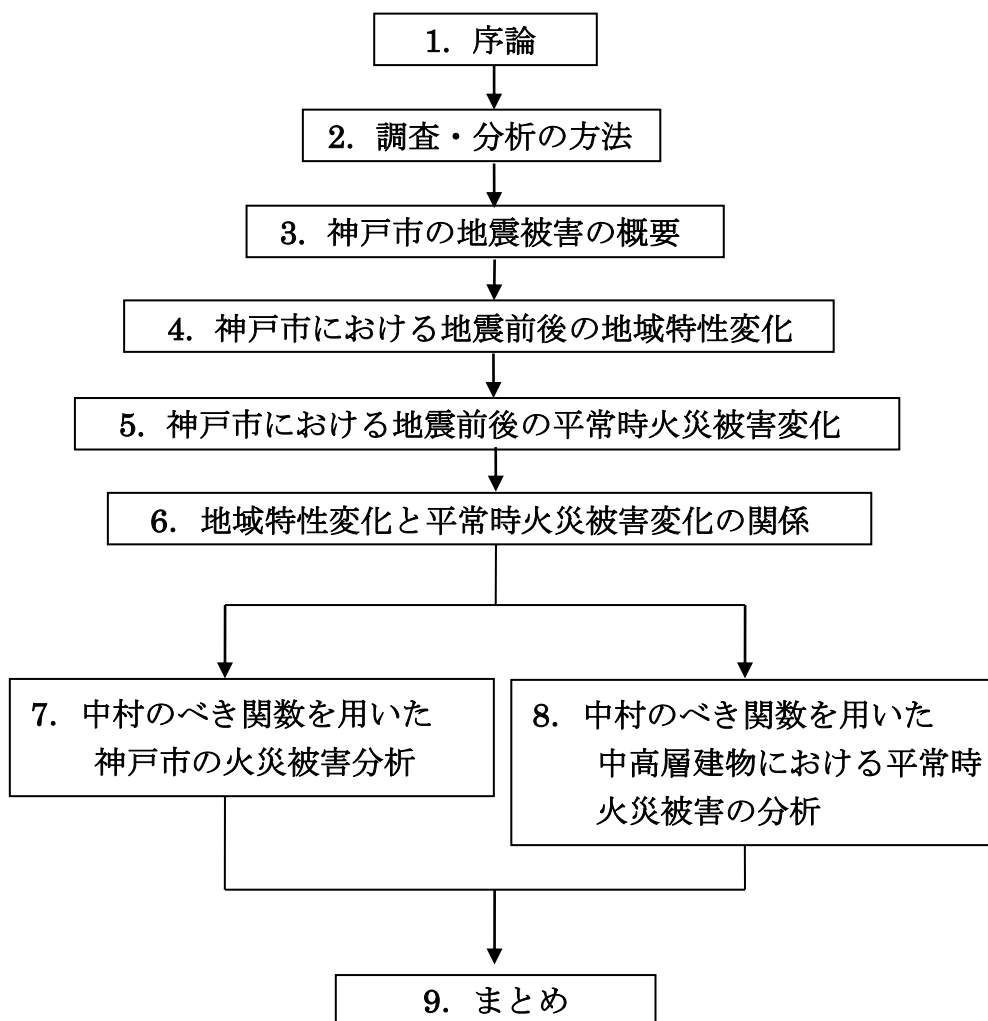 1. 序論
2. 調査・分析の方法
3. 神戸市の地震被害の概要
4. 神戸市における地震前後の地域特性変化
5. 神戸市における地震前後の平常時火災被害変化
6. 地域特性変化と平常時火災被害変化の関係
7. 中村のべき関数を用いた
神戸市の火災被害分析
8. 中村のべき関数を用いた
中高層建物における平常時
火災被害の分析
9. まとめ